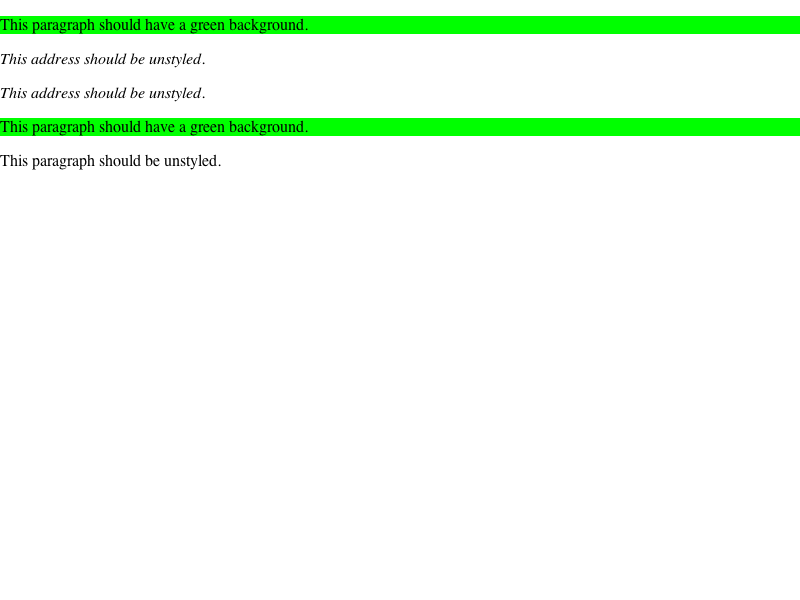 This paragraph should have a green background.
This address should be unstyled.
This address should be unstyled.
This paragraph should have a green background.
This paragraph should be unstyled.